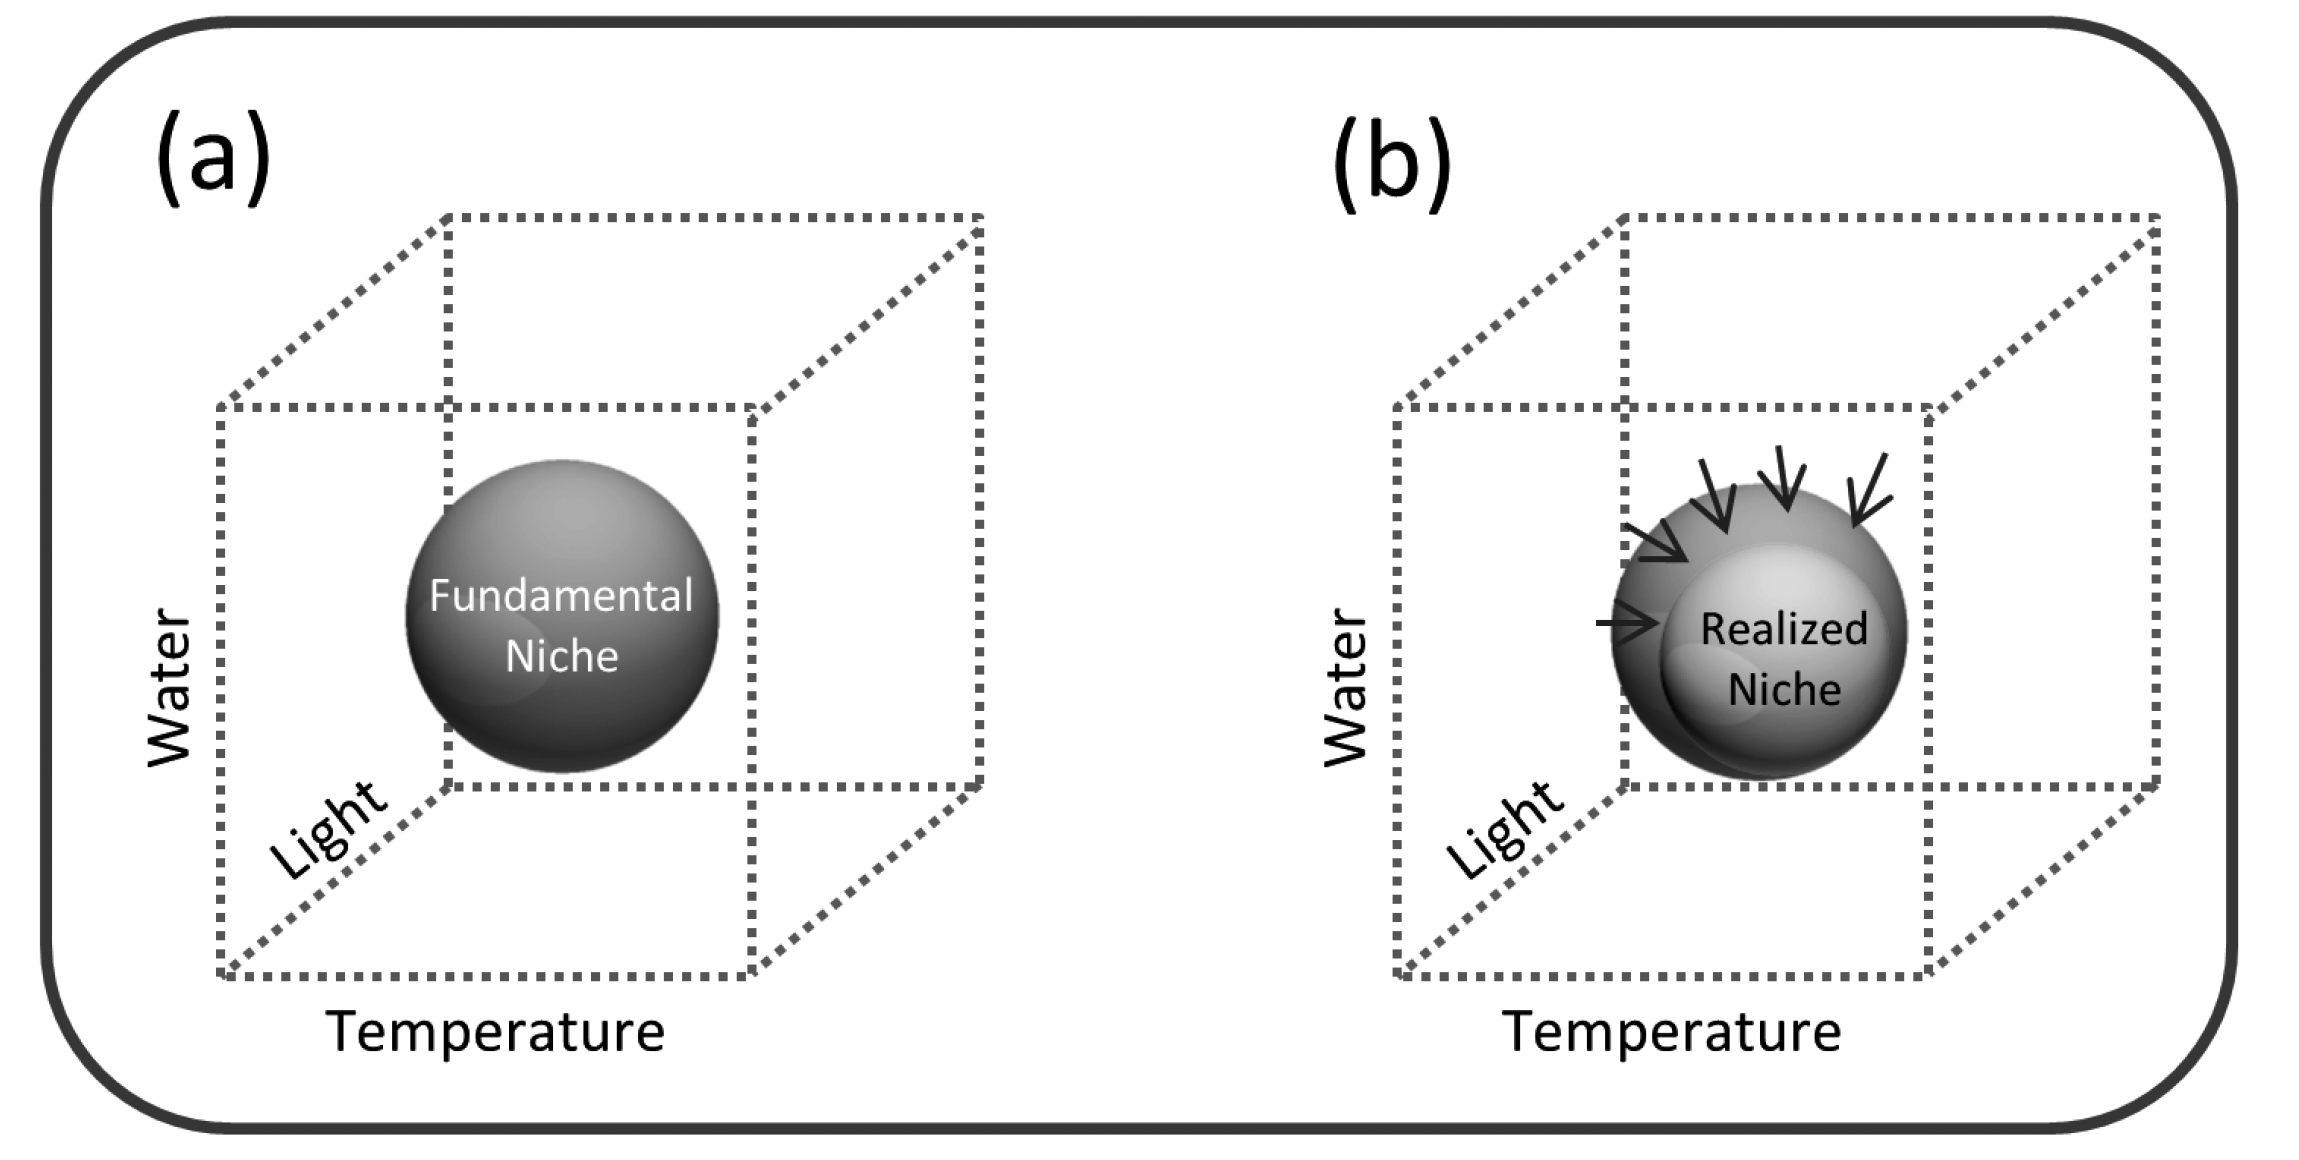 (a)
Fundamental
Niche
Water
Light
Temperature
(b)
Realized
Niche
Water
Light
Temperature